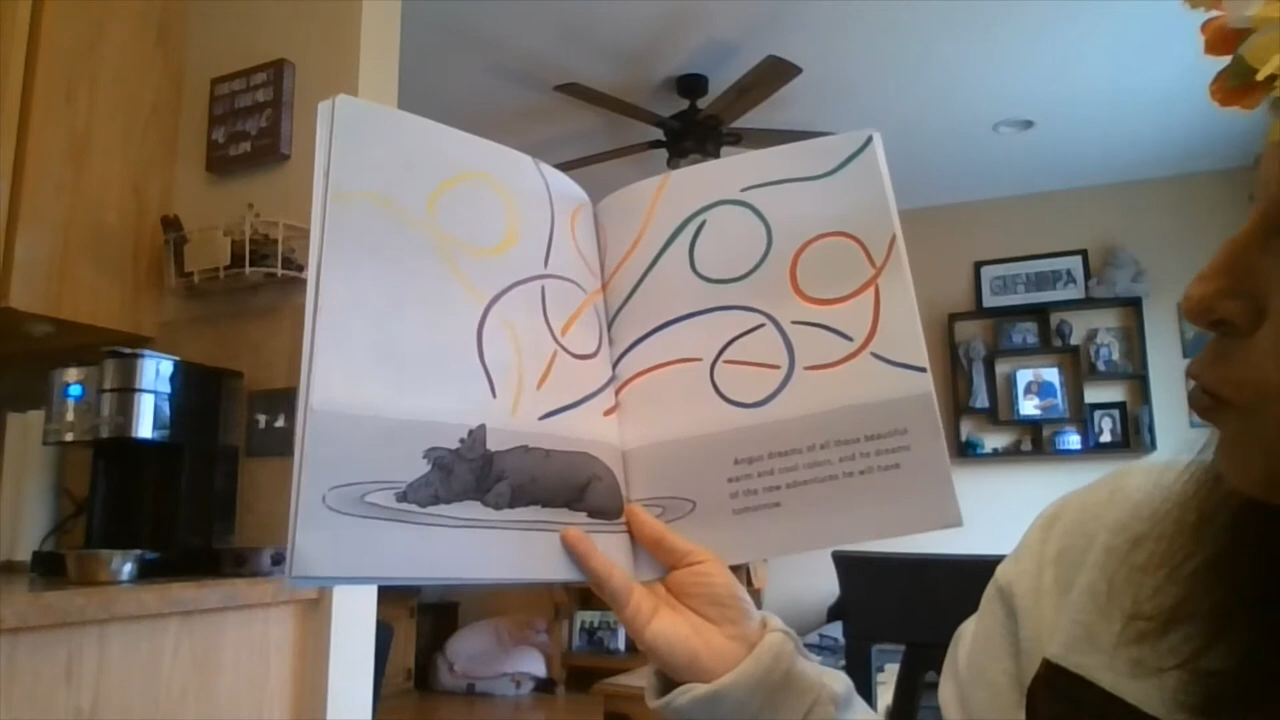 GRANDPA
Angus dreams of all those beautiful
warm and cool colors, and he dreams
of the new adventures he will have
tomorrow.